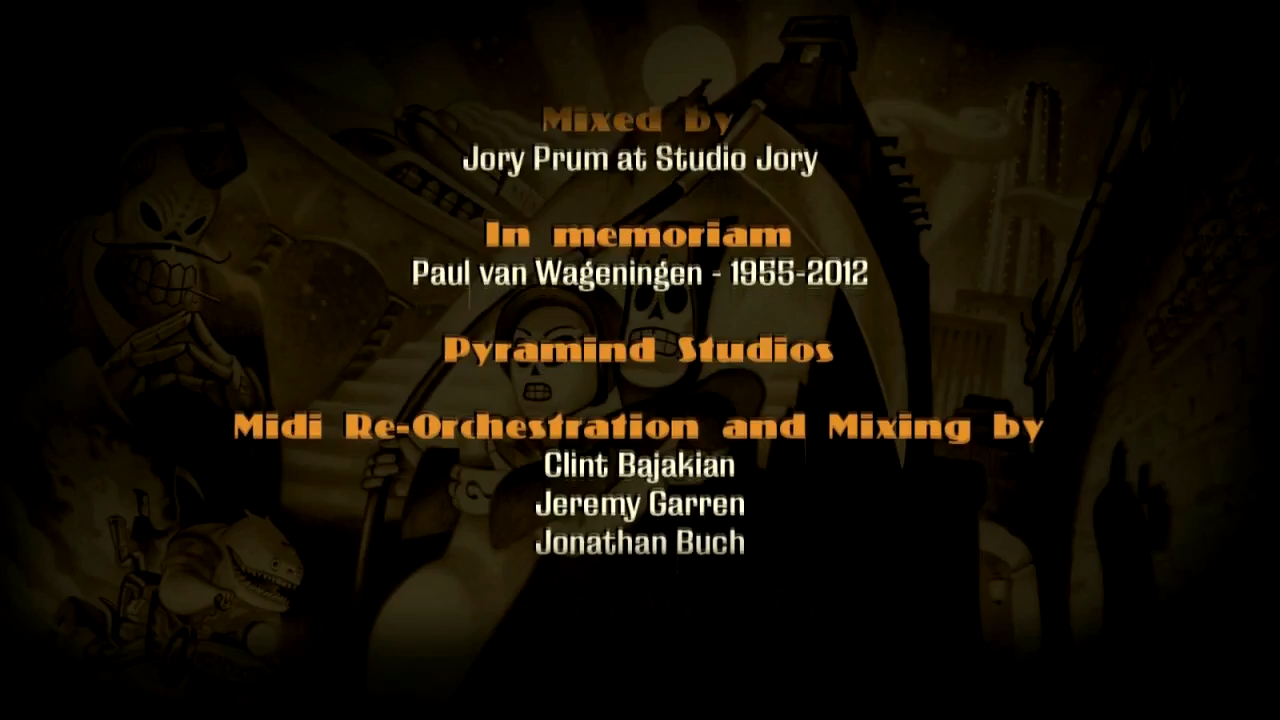 Mixed by
Jory Prum at Studio Jory
In memoriam
Paul van Wageningen - 1955-2012
Pyramind Studios
Midi Re-Orchestration and Mixing by
Clint Bajakian
Jeremy Garren
Jonathan Buch